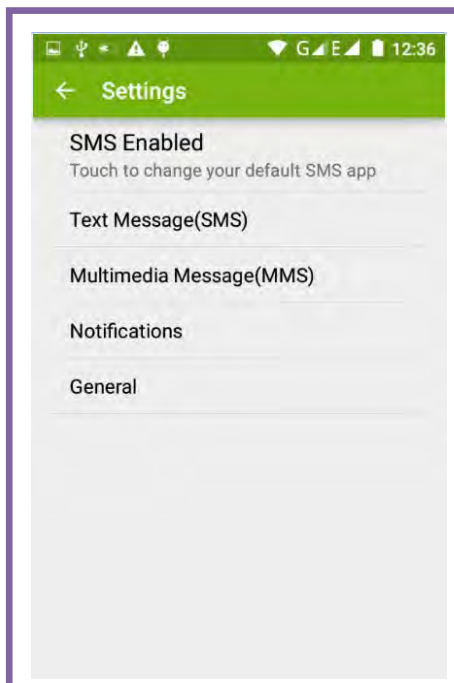 G E 12:36
Settings
SMS Enabled
Touch to change your default SMS app
Text Message(SMS)
Multimedia Message(MMS)
Notifications
General